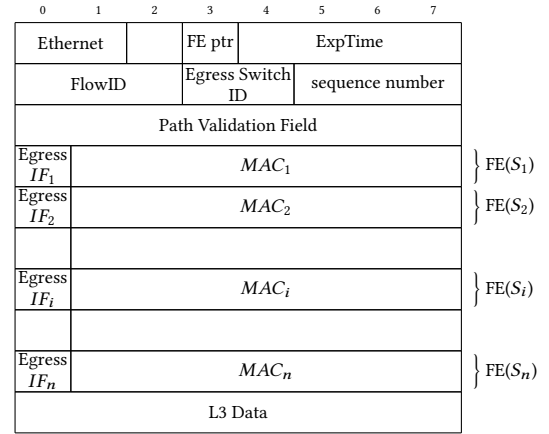 0 1 2 3 4 5 6 7
Ethernet FE ptr ExpTime
FlowID Egress Switch ID sequence number
Path Validation Field
Egress IF₁ MAC₁ } FE(S₁)
Egress IF₂ MAC₂ } FE(S₂)
Egress IFᵢ MACᵢ } FE(Sᵢ)
Egress IFₙ MACₙ } FE(Sₙ)
L3 Data